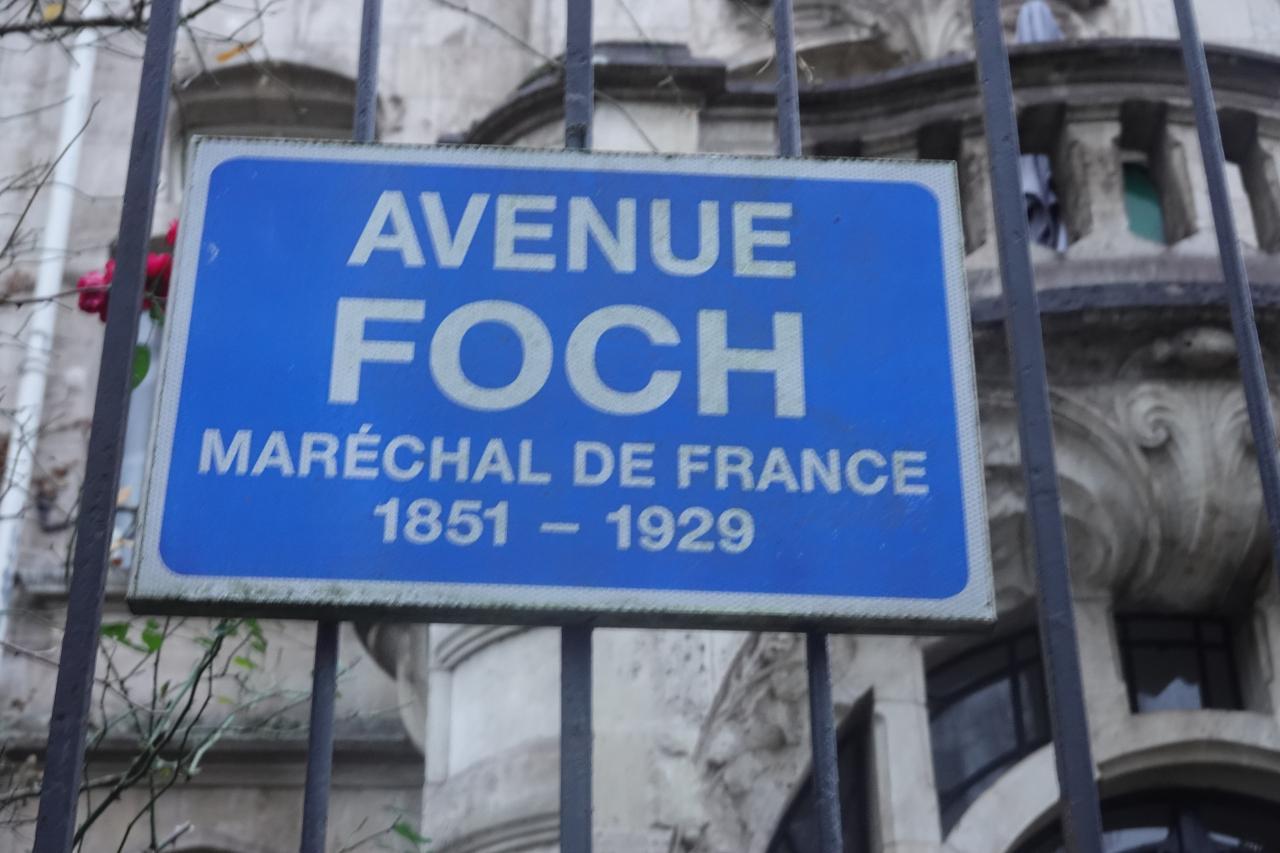 AVENUE
FOCH
MARÉCHAL DE FRANCE
1851 – 1929